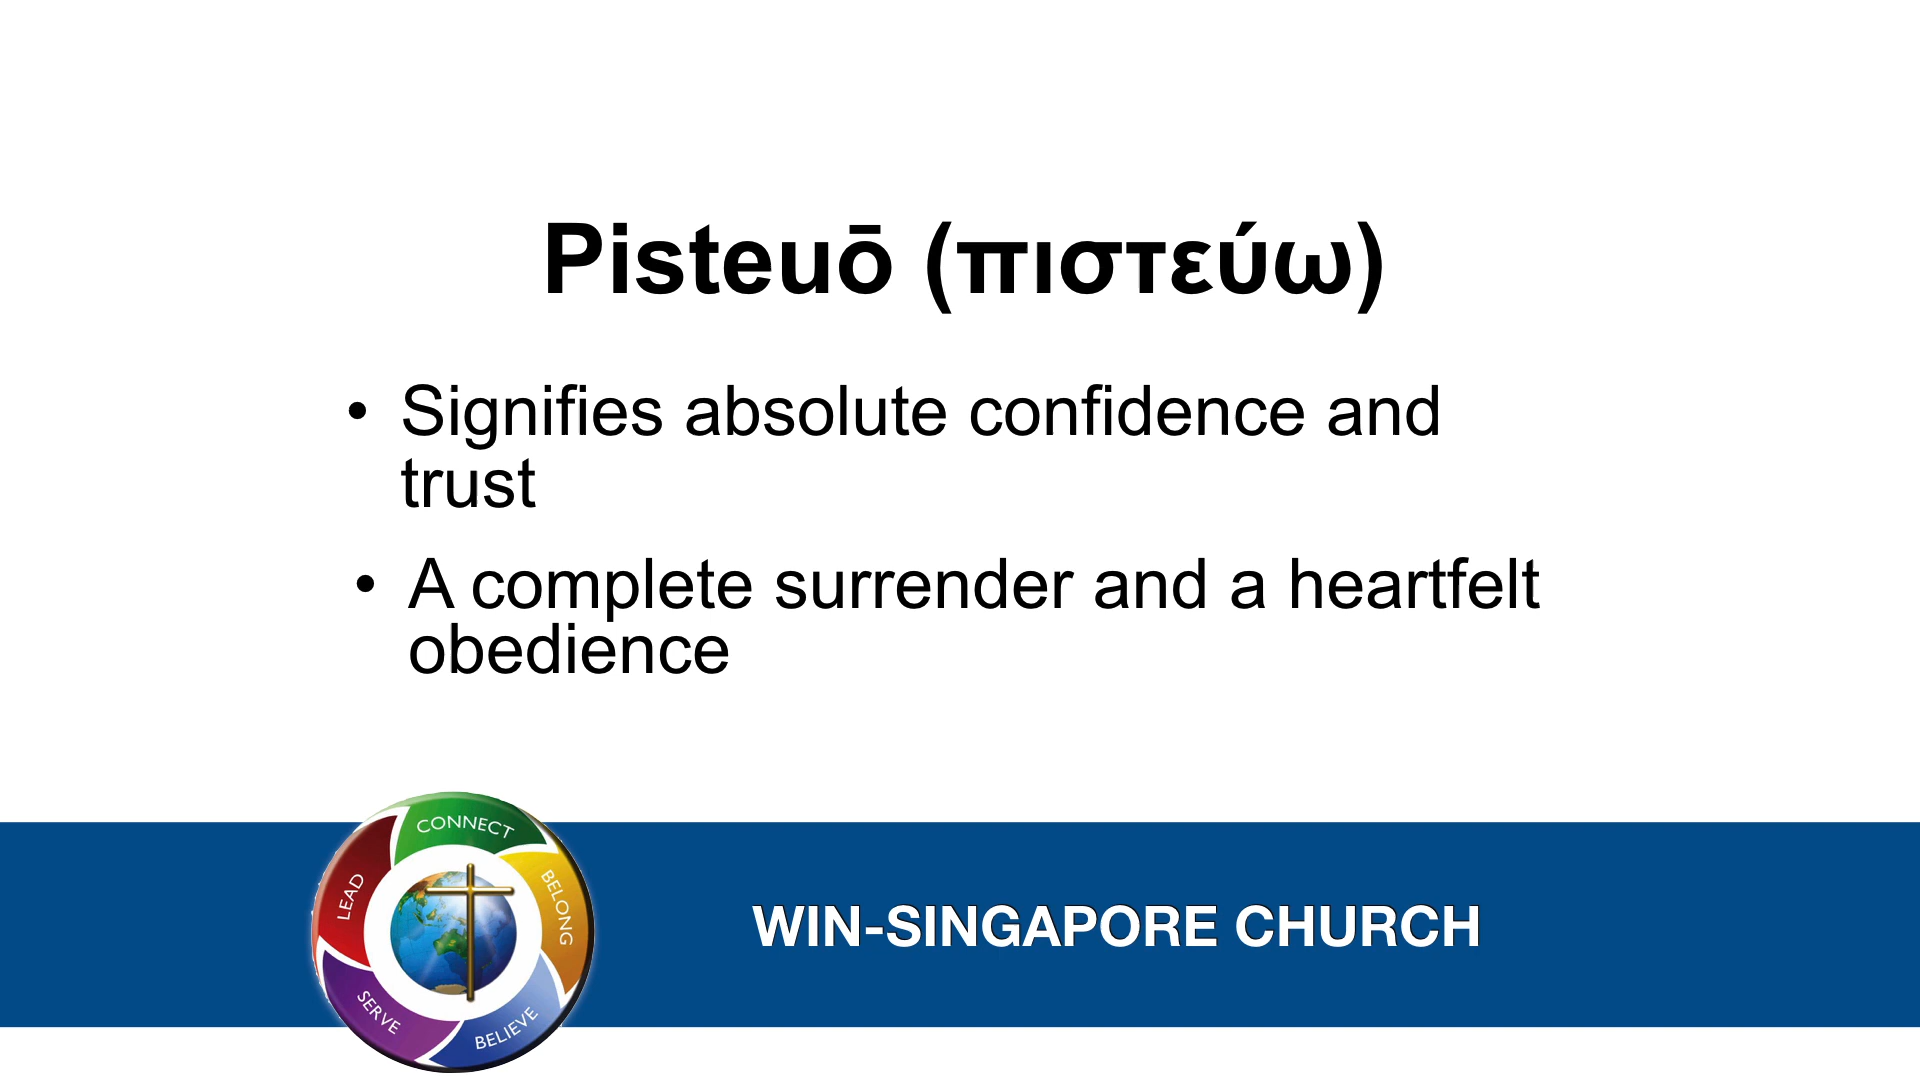 Pisteuō (πιστεύω)
• Signifies absolute confidence and
trust
• A complete surrender and a heartfelt
obedience
CONNECT
BELONG
BELIEVE
SERVE
LEAD
WIN-SINGAPORE CHURCH